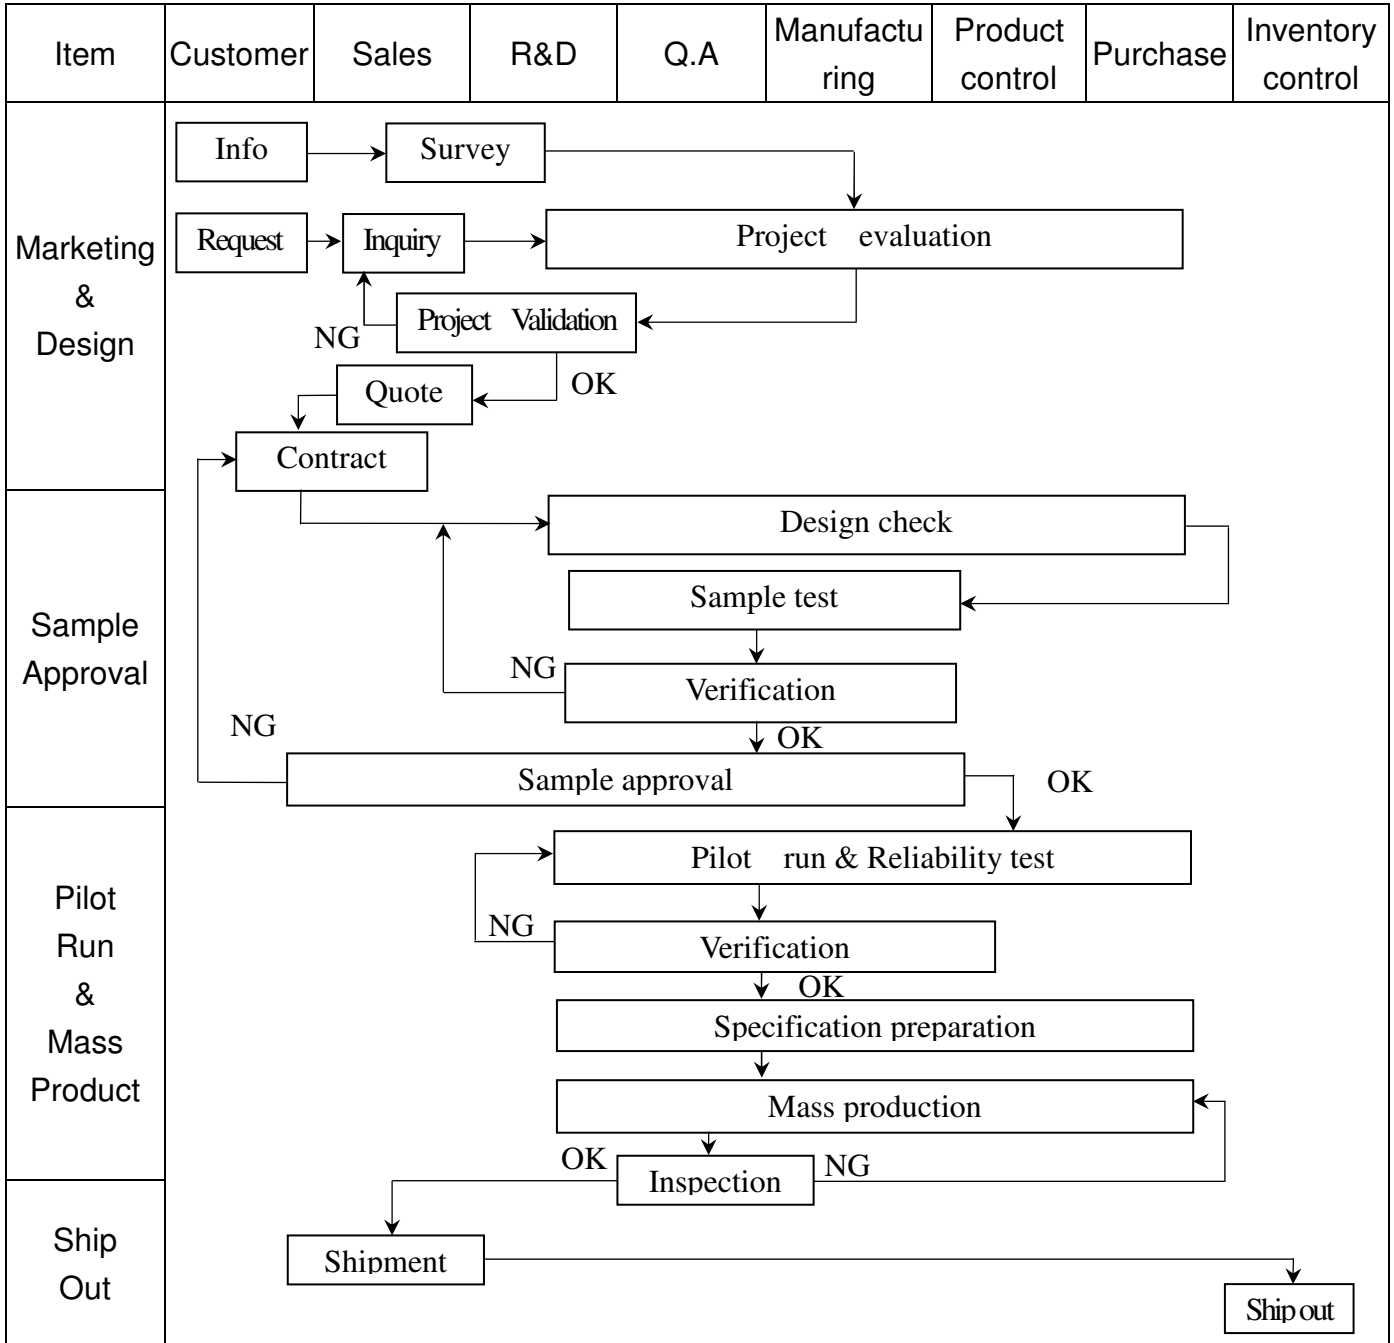 Item
Customer
Sales
R&D
Q.A
Manufactu
ring
Product
control
Purchase
Inventory
control
Marketing
&
Design
Info
Survey
Request
Inquiry
Project evaluation
NG
Project Validation
Quote
OK
Contract
Sample
Approval
Design check
Sample test
NG
Verification
NG
OK
Sample approval
OK
Pilot
Run
&
Mass
Product
Pilot run & Reliability test
NG
Verification
OK
Specification preparation
Mass production
OK
Inspection
NG
Ship
Out
Shipment
Ship out